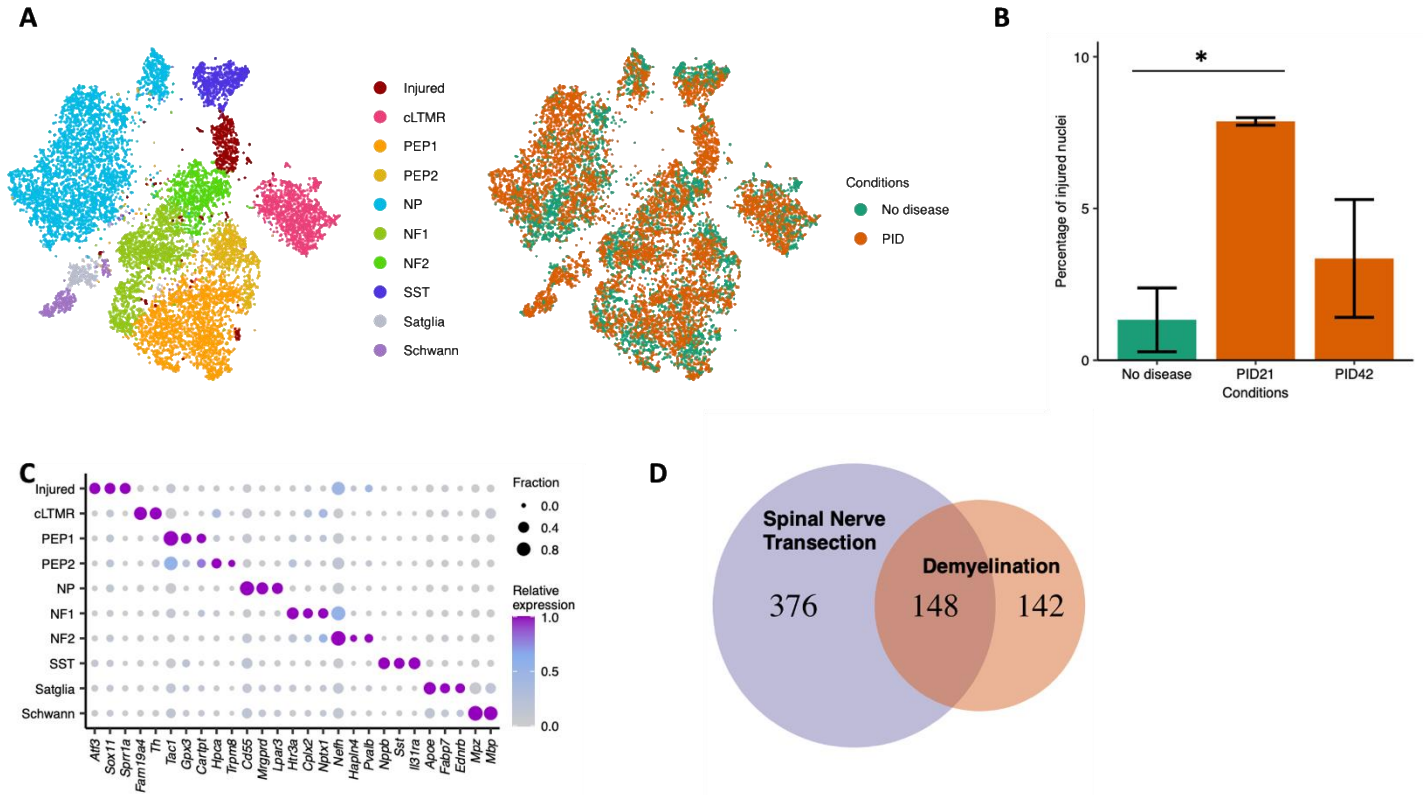 A
Injured
cLTMR
PEP1
PEP2
NP
NF1
NF2
SST
Satglia
Schwann
Conditions
No disease
PID
B
Percentage of injured nuclei
10
5
0
*
No disease
PID21
PID42
Conditions
C
Injured
cLTMR
PEP1
PEP2
NP
NF1
NF2
SST
Satglia
Schwann
Atf3
Sox11
Sprr1a
Fam19a4
Th
Tac1
Gpx3
Cartpt
Hpca
Trpm8
Cd55
Mrgprd
Lpar3
Htr3a
Cplx2
Nptx1
Nefh
Hapln4
Pvalb
Nppb
Sst
Il31ra
Apoe
Fabp7
Ednrb
Mpz
Mbp
Fraction
0.0
0.4
0.8
Relative
expression
1.0
0.5
0.0
D
Spinal Nerve
Transection
Demyelination
376
148
142